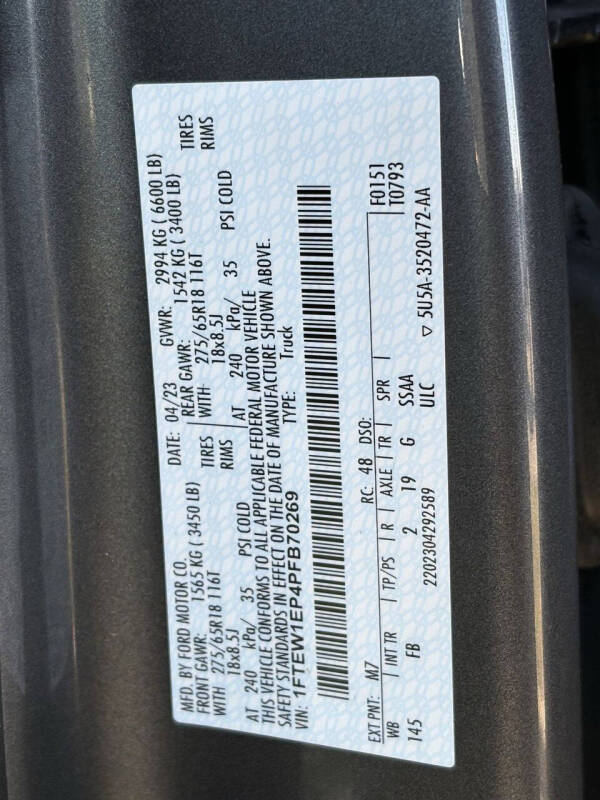 MFD. BY FORD MOTOR CO.
DATE: 04/23 GVWR: 2994 KG ( 6600 LB)
FRONT GAWR: 1565 KG ( 3450 LB) REAR GAWR: 1542 KG ( 3400 LB)
WITH 275/65R18 116T TIRES WITH- 275/65R18 116T TIRES
18x8.5J RIMS 18x8.5J RIMS
AT 240 kPa/ 35 PSI COLD AT 240 kPa/ 35 PSI COLD
THIS VEHICLE CONFORMS TO ALL APPLICABLE FEDERAL MOTOR VEHICLE
SAFETY STANDARDS IN EFFECT ON THE DATE OF MANUFACTURE SHOWN ABOVE.
VIN: 1FTEW1EP4PFB70269 TYPE: Truck
EXT PNT: M7 RC: 48 DSO: F0151
WB INT TR TP/PS R AXLE TR SPR T0793
145 FB 2 19 G SSAA
2202304292589 ULC ▽ 5U5A-3520472-AA